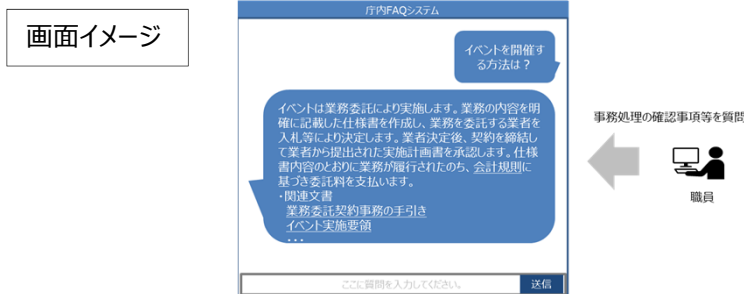 画面イメージ
庁内FAQシステム
イベントを開催す
る方法は？
イベントは業務委託により実施します。業務の内容を明
確に記載した仕様書を作成し、業務を委託する業者を
入札等により決定します。業者決定後、契約を締結し
て業者から提出された実施計画書を承認します。仕様
書内容のとおりに業務が履行されたのち、会計規則に
基づき委託料を支払います。
・関連文書
業務委託契約事務の手引き
イベント実施要領
・・・
ここに質問を入力してください。
送信
事務処理の確認事項等を質問
職員